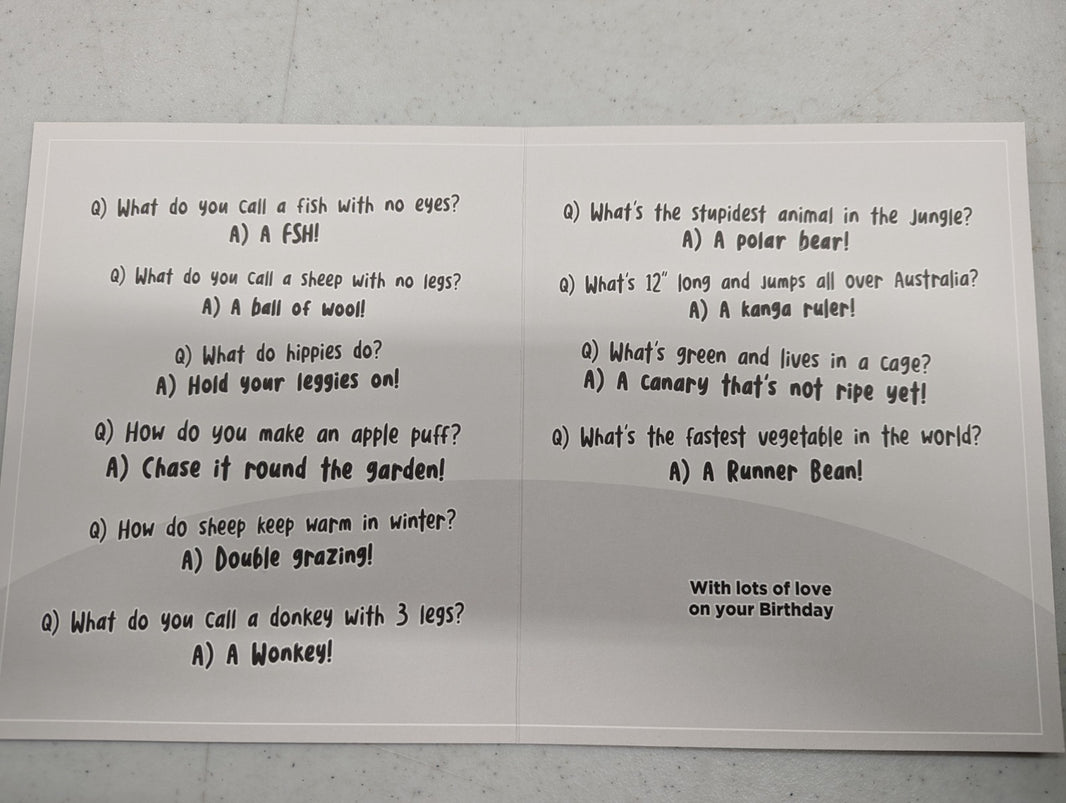 Q) What do you call a fish with no eyes?
A) A FSH!
Q) What do you call a sheep with no legs?
A) A ball of wool!
Q) What do hippies do?
A) Hold your leggies on!
Q) How do you make an apple puff?
A) Chase it round the garden!
Q) How do sheep keep warm in winter?
A) Double grazing!
Q) What do you call a donkey with 3 legs?
A) A Wonkey!
Q) What's the stupidest animal in the jungle?
A) A polar bear!
Q) What's 12" long and jumps all over Australia?
A) A kanga ruler!
Q) What's green and lives in a cage?
A) A canary that's not ripe yet!
Q) What's the fastest vegetable in the world?
A) A Runner Bean!
With lots of love
on your Birthday